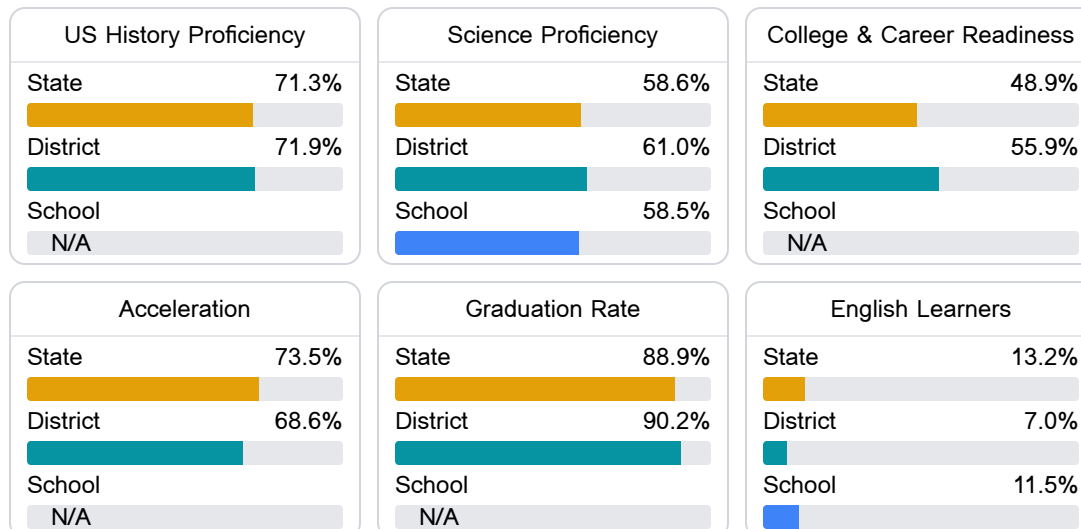 US History Proficiency
State 71.3%
District 71.9%
School
N/A
Science Proficiency
State 58.6%
District 61.0%
School 58.5%
College & Career Readiness
State 48.9%
District 55.9%
School
N/A
Acceleration
State 73.5%
District 68.6%
School
N/A
Graduation Rate
State 88.9%
District 90.2%
School
N/A
English Learners
State 13.2%
District 7.0%
School 11.5%